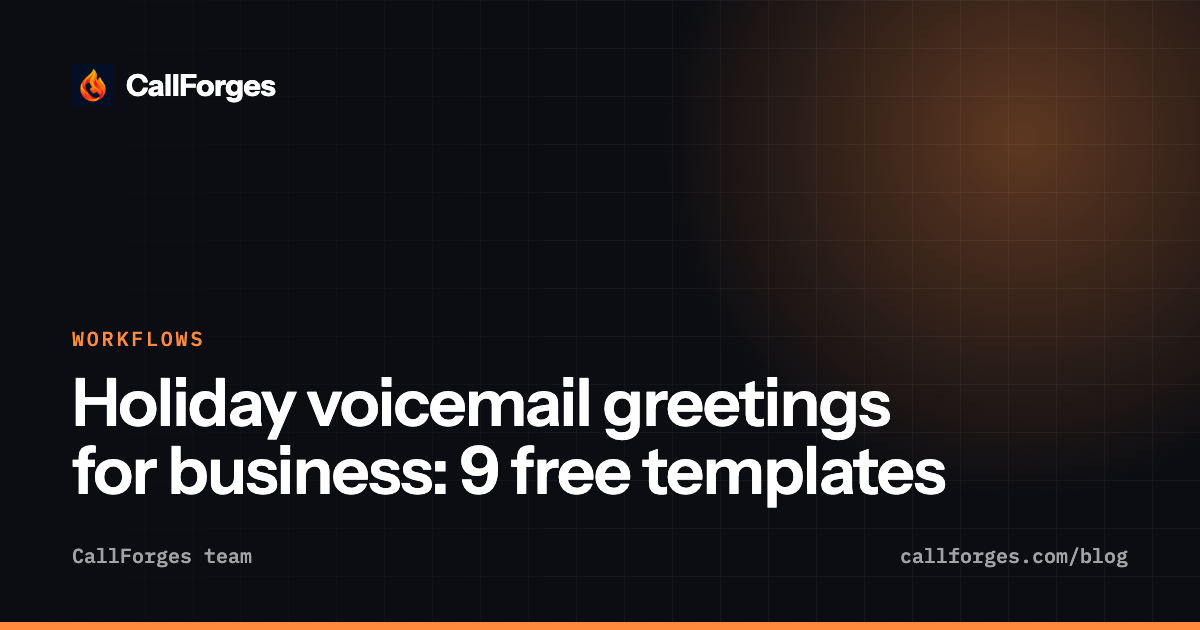 CallForges
WORKFLOWS
Holiday voicemail greetings
for business: 9 free templates
CallForges team
callforges.com/blog